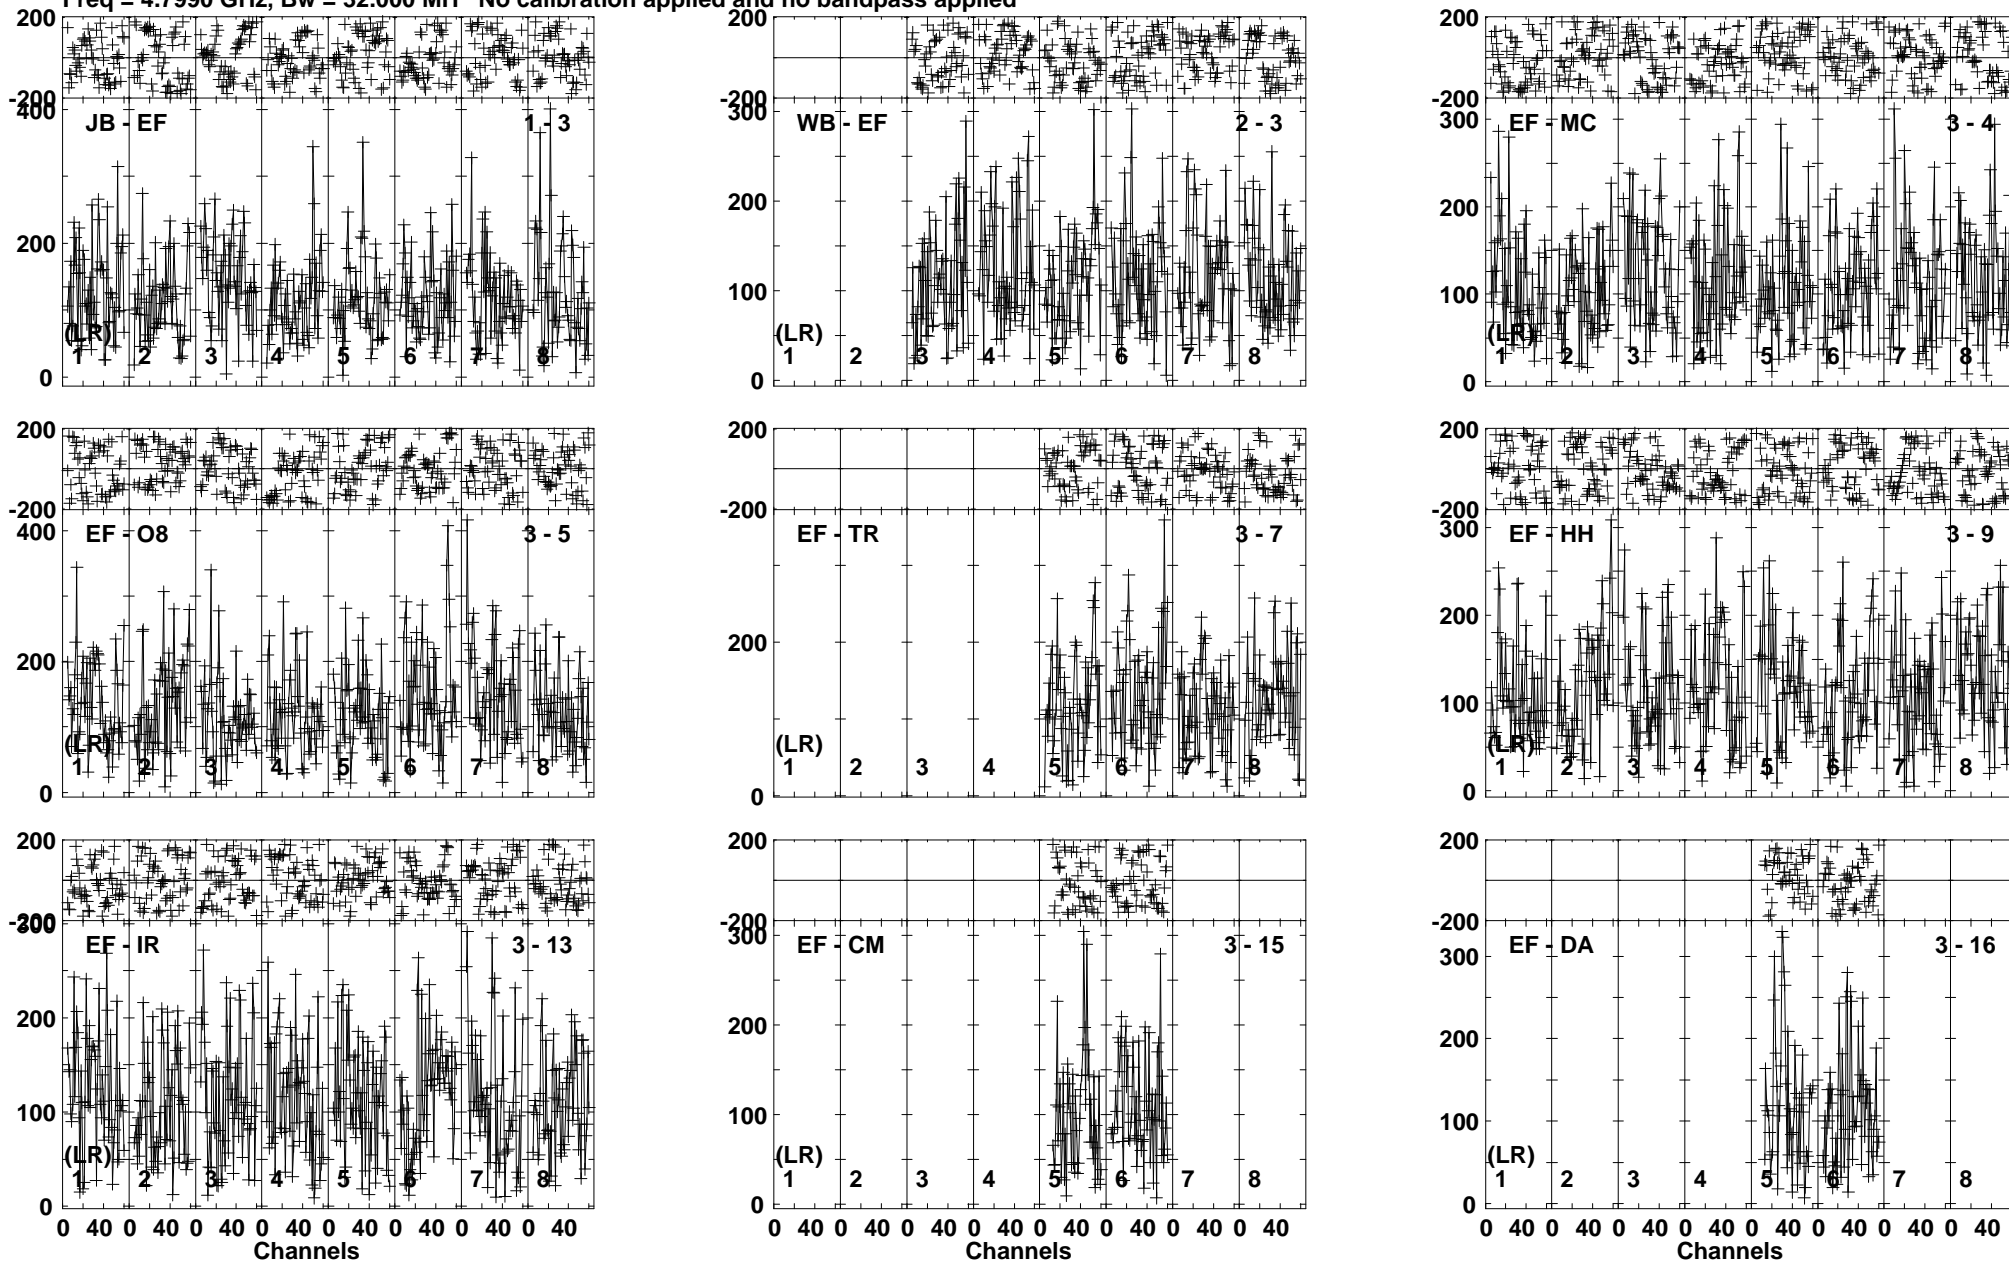 Freq = 4.7990 GHz, Bw = 32.000 MH No calibration applied and no bandpass applied
200 200 200
-200 -200
JB - EF 1 - 3 WB - EF 2 - 3 EF - MC 3 - 4
400 300 300
200 200 200
100 100
(LR) (LR) (LR)
1 2 3 4 5 6 7 8 1 2 3 4 5 6 7 8 1 2 3 4 5 6 7 8
0 0 0
200 200 200
-200 -200 -200
EF - O8 3 - 5 EF - TR 3 - 7 EF - HH 3 - 9
400 300
200 200 200
100
(LR) (LR) (LR)
1 2 3 4 5 6 7 8 1 2 3 4 5 6 7 8 1 2 3 4 5 6 7 8
0 0 0
200 200 200
-200 -200 -200
EF - IR 3 - 13 EF - CM 3 - 15 EF - DA 3 - 16
300 300 300
200 200 200
100 100 100
(LR) (LR) (LR)
1 2 3 4 5 6 7 8 1 2 3 4 5 6 7 8 1 2 3 4 5 6 7 8
0 0 0
0 40 0 40 0 40 0 40 0 40 0 40 0 40 0 40 0 40 0 40 0 40 0 40 0 40 0 40 0 40 0 40 0 40 0 40 0 40 0 40 0 40 0 40 0 40 0 40
Channels Channels Channels